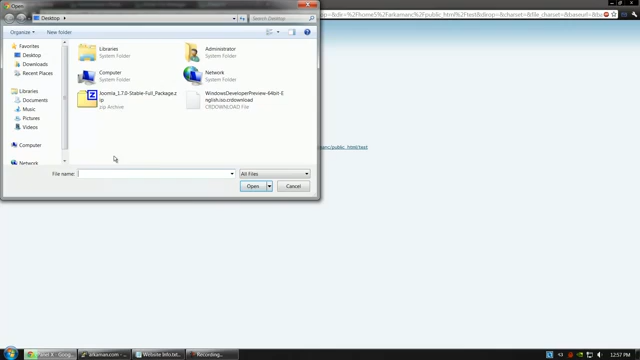 Open
Desktop
Search Desktop
Organize
New folder
Favorites
Desktop
Downloads
Recent Places
Libraries
Documents
Music
Pictures
Videos
Computer
Network
Libraries
System Folder
Administrator
System Folder
Computer
System Folder
Network
System Folder
Joomla_1.7.0-Stable-Full_Package.z
ip
zip Archive
WindowsDeveloperPreview-64bit-E
nglish.iso.crdownload
CRDOWNLOAD File
File name:
All Files
Open
Cancel
arkaman.com - ...
Website Info.txt...
Recording...
12:57 PM